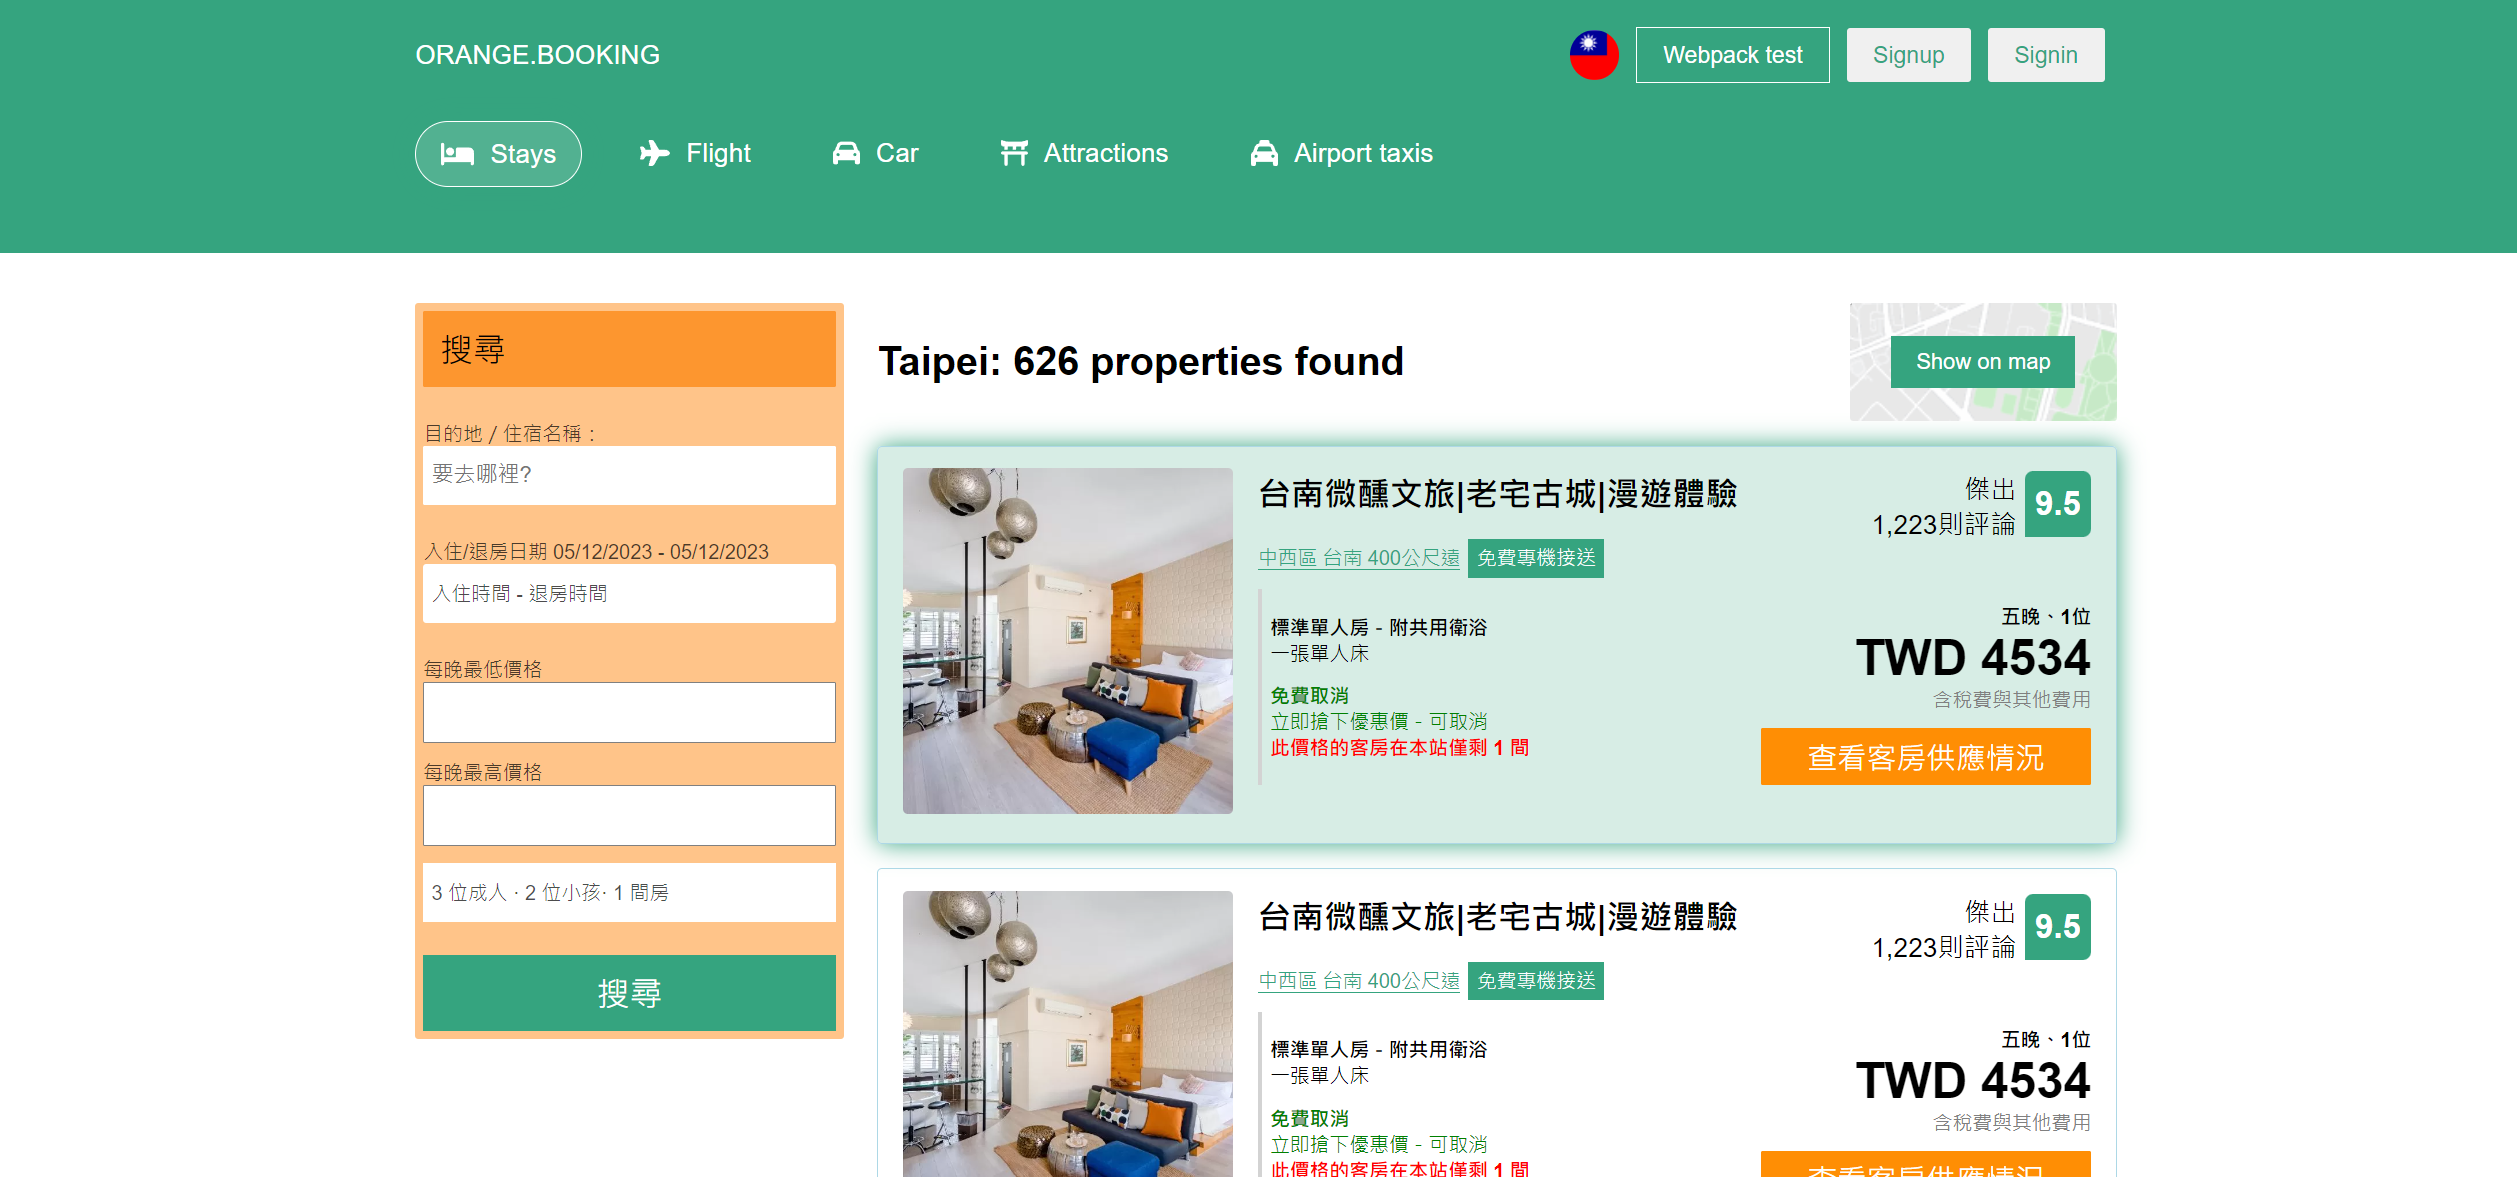 ORANGE.BOOKING
Webpack test
Signup
Signin
Stays
Flight
Car
Attractions
Airport taxis
搜尋
目的地 / 住宿名稱：
要去哪裡?
入住/退房日期 05/12/2023 - 05/12/2023
入住時間 - 退房時間
每晚最低價格
每晚最高價格
3 位成人 · 2 位小孩· 1 間房
搜尋
Taipei: 626 properties found
Show on map
台南微醺文旅|老宅古城|漫遊體驗
傑出
1,223則評論
9.5
中西區 台南 400公尺遠
免費專機接送
標準單人房 - 附共用衛浴
一張單人床
免費取消
立即搶下優惠價 - 可取消
此價格的客房在本站僅剩 1 間
五晚、1位
TWD 4534
含稅費與其他費用
查看客房供應情況
台南微醺文旅|老宅古城|漫遊體驗
傑出
1,223則評論
9.5
中西區 台南 400公尺遠
免費專機接送
標準單人房 - 附共用衛浴
一張單人床
免費取消
立即搶下優惠價 - 可取消
此價格的客房在本站僅剩 1 間
五晚、1位
TWD 4534
含稅費與其他費用
查看客房供應情況